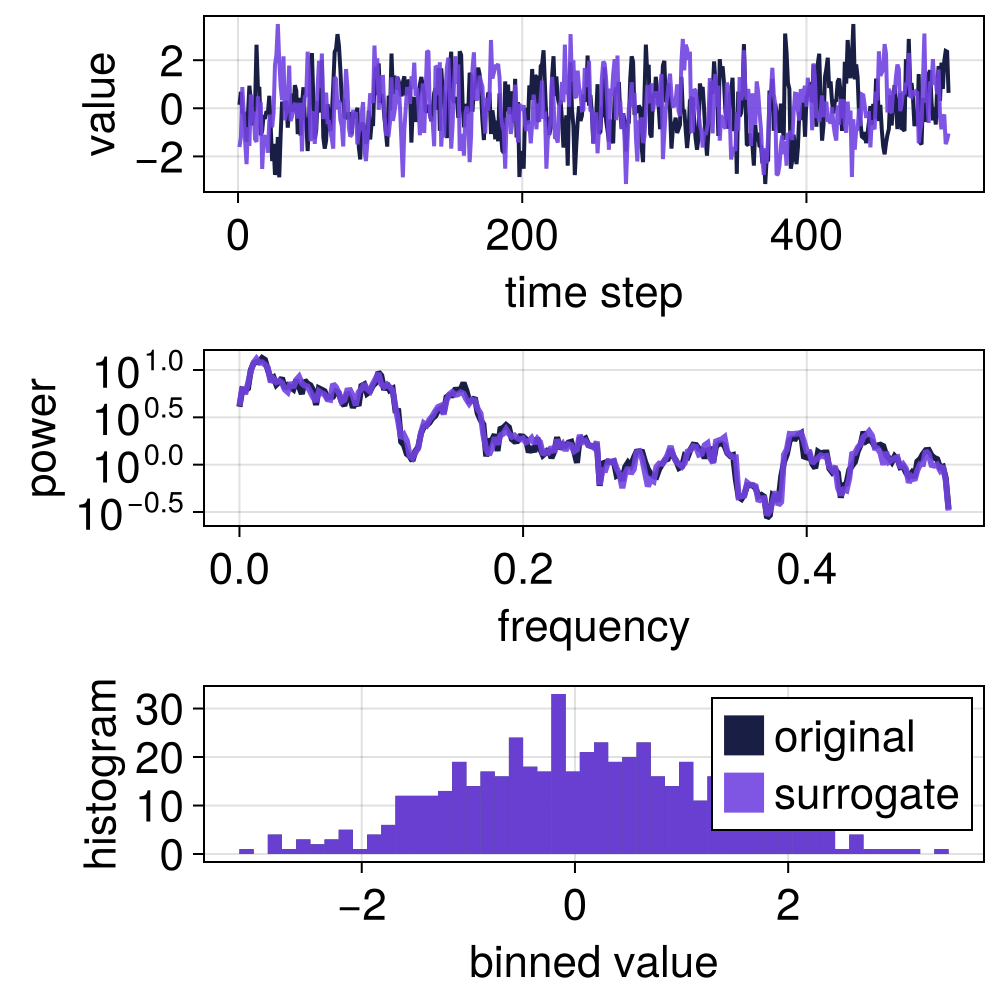 value
2
0
−2
0
200
400
time step
power
10^1.0
10^0.5
10^0.0
10^−0.5
0.0
0.2
0.4
frequency
histogram
30
20
10
0
original
surrogate
−2
0
2
binned value